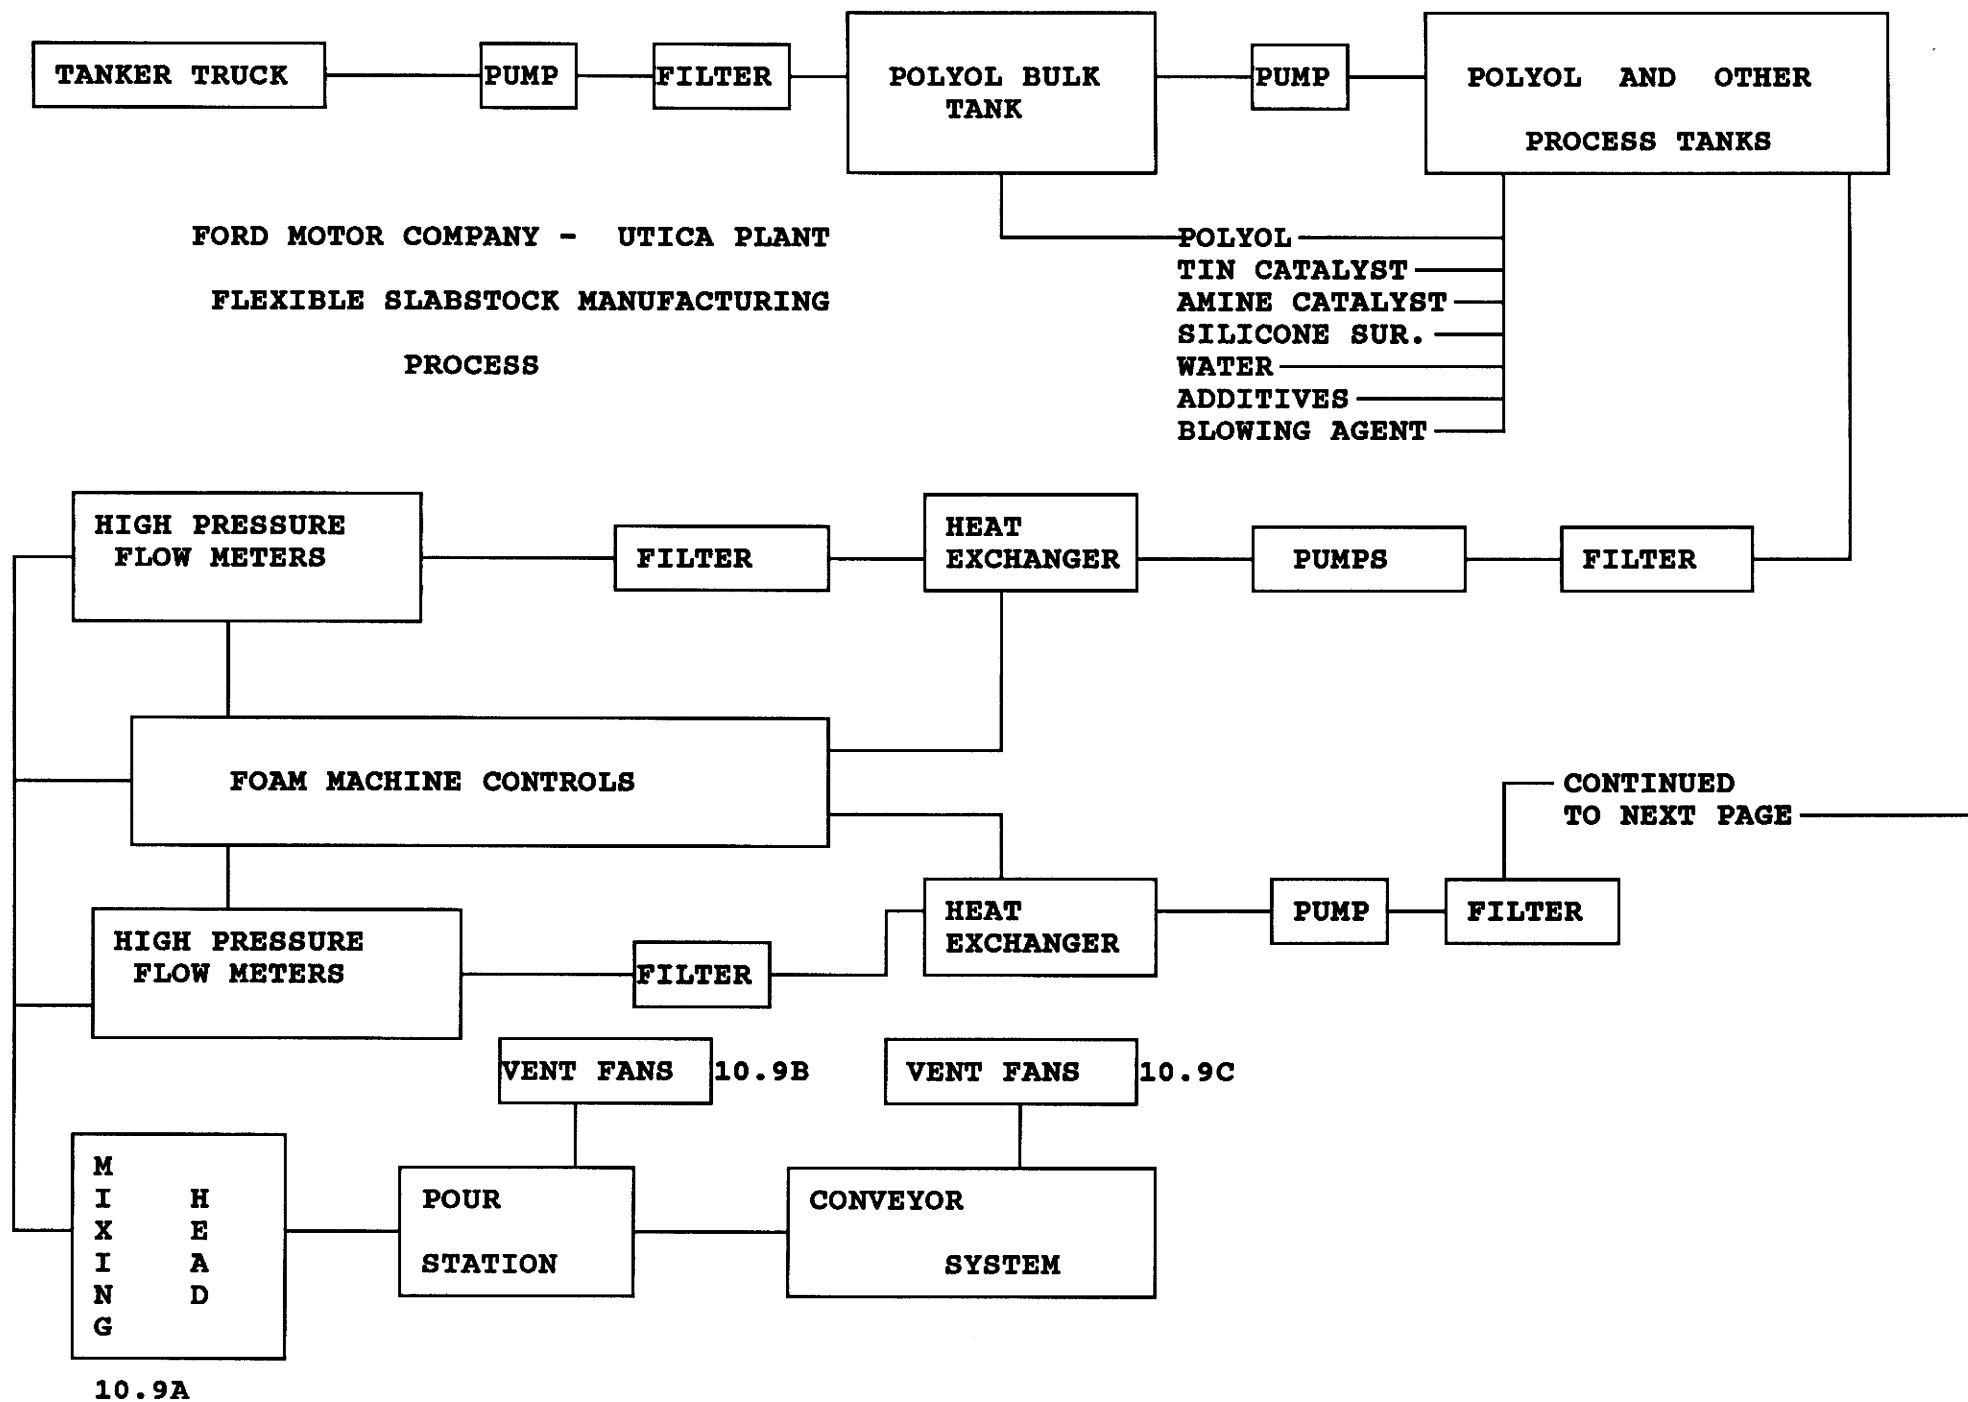 TANKER TRUCK
PUMP
FILTER
POLYOL BULK
TANK
PUMP
POLYOL AND OTHER
PROCESS TANKS
FORD MOTOR COMPANY - UTICA PLANT
FLEXIBLE SLABSTOCK MANUFACTURING
PROCESS
POLYOL
TIN CATALYST
AMINE CATALYST
SILICONE SUR.
WATER
ADDITIVES
BLOWING AGENT
HIGH PRESSURE
FLOW METERS
FILTER
HEAT
EXCHANGER
PUMPS
FILTER
FOAM MACHINE CONTROLS
CONTINUED
TO NEXT PAGE
HIGH PRESSURE
FLOW METERS
FILTER
HEAT
EXCHANGER
PUMP
FILTER
VENT FANS
10.9B
VENT FANS
10.9C
MIXING
HEAD
POUR
STATION
CONVEYOR
SYSTEM
10.9A